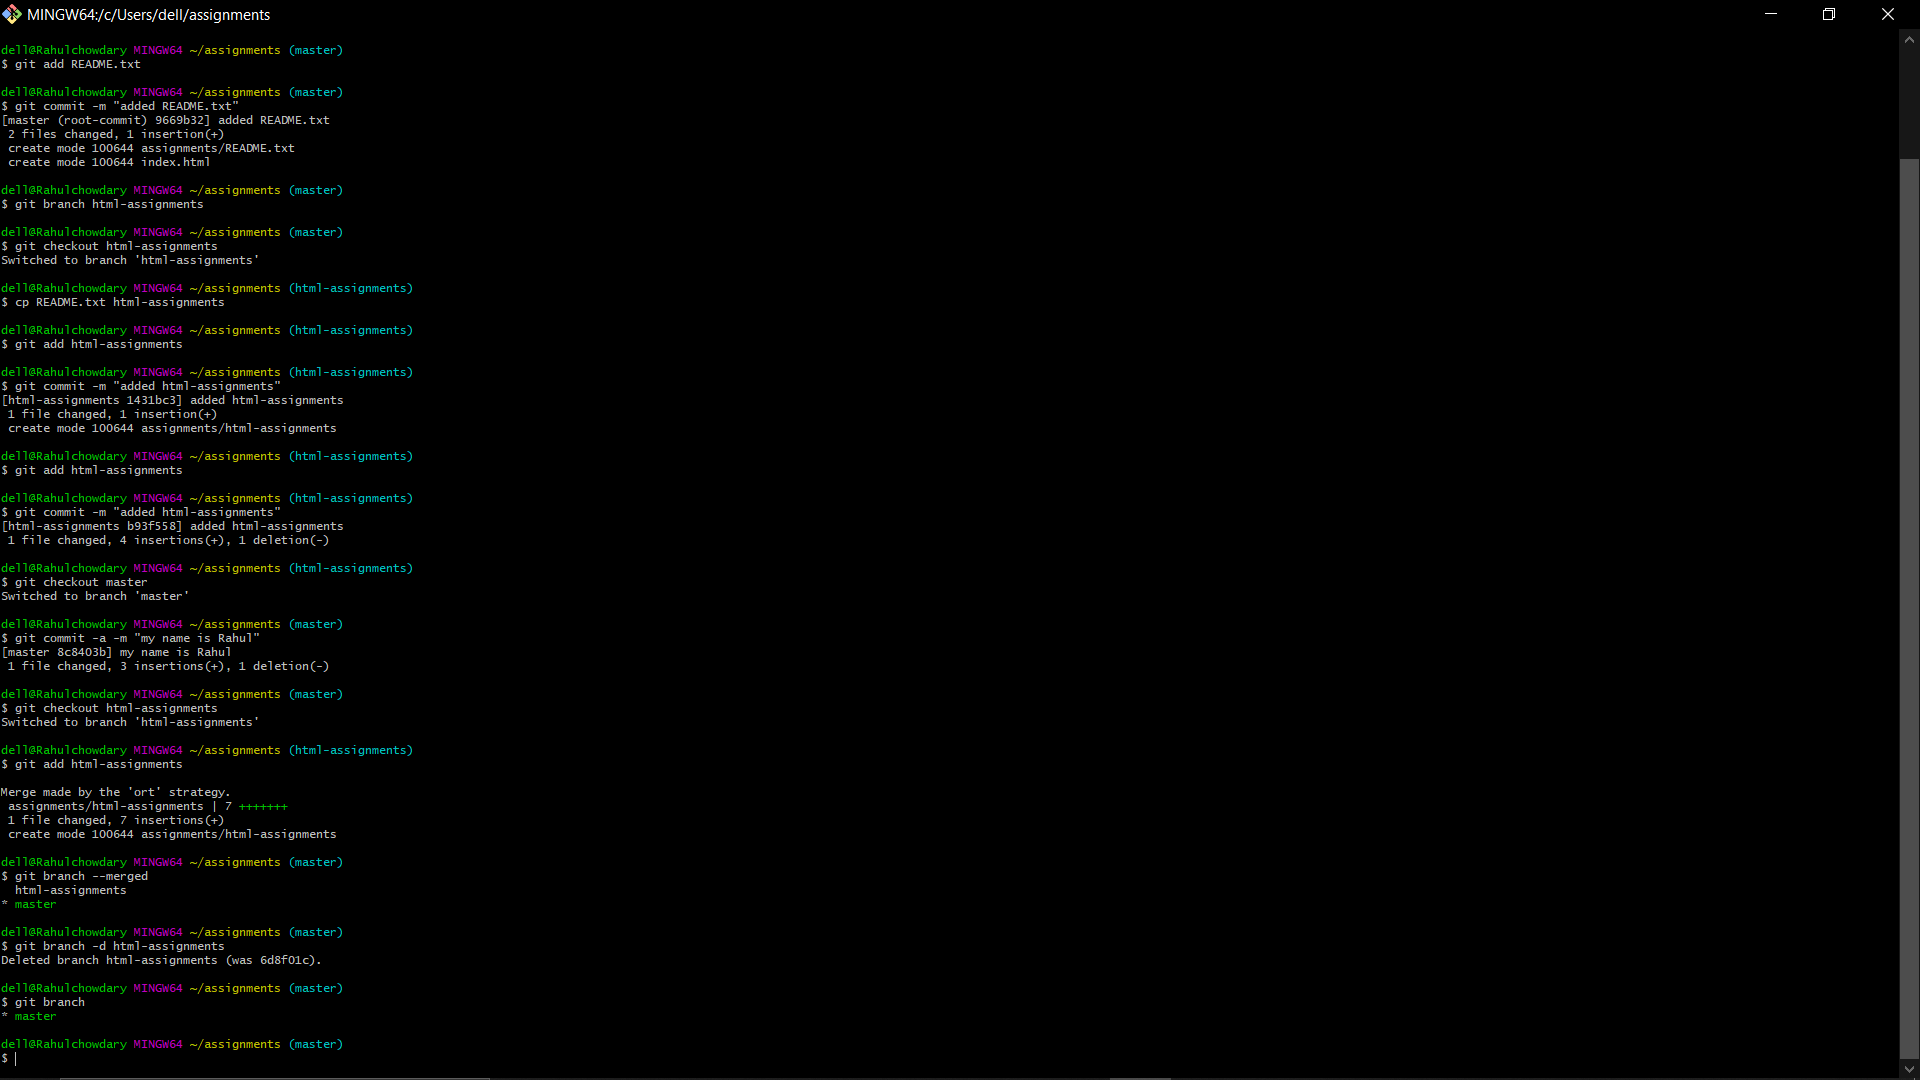 MINGW64:/c/Users/dell/assignments
dell@Rahulchowdary MINGW64 ~/assignments (master)
$ git add README.txt
dell@Rahulchowdary MINGW64 ~/assignments (master)
$ git commit -m "added README.txt"
[master (root-commit) 9669b32] added README.txt
 2 files changed, 1 insertion(+)
 create mode 100644 assignments/README.txt
 create mode 100644 index.html
dell@Rahulchowdary MINGW64 ~/assignments (master)
$ git branch html-assignments
dell@Rahulchowdary MINGW64 ~/assignments (master)
$ git checkout html-assignments
Switched to branch 'html-assignments'
dell@Rahulchowdary MINGW64 ~/assignments (html-assignments)
$ cp README.txt html-assignments
dell@Rahulchowdary MINGW64 ~/assignments (html-assignments)
$ git add html-assignments
dell@Rahulchowdary MINGW64 ~/assignments (html-assignments)
$ git commit -m "added html-assignments"
[html-assignments 1431bc3] added html-assignments
 1 file changed, 1 insertion(+)
 create mode 100644 assignments/html-assignments
dell@Rahulchowdary MINGW64 ~/assignments (html-assignments)
$ git add html-assignments
dell@Rahulchowdary MINGW64 ~/assignments (html-assignments)
$ git commit -m "added html-assignments"
[html-assignments b93f558] added html-assignments
 1 file changed, 4 insertions(+), 1 deletion(-)
dell@Rahulchowdary MINGW64 ~/assignments (html-assignments)
$ git checkout master
Switched to branch 'master'
dell@Rahulchowdary MINGW64 ~/assignments (master)
$ git commit -a -m "my name is Rahul"
[master 8c8403b] my name is Rahul
 1 file changed, 3 insertions(+), 1 deletion(-)
dell@Rahulchowdary MINGW64 ~/assignments (master)
$ git checkout html-assignments
Switched to branch 'html-assignments'
dell@Rahulchowdary MINGW64 ~/assignments (html-assignments)
$ git add html-assignments
Merge made by the 'ort' strategy.
 assignments/html-assignments | 7 +++++++
 1 file changed, 7 insertions(+)
 create mode 100644 assignments/html-assignments
dell@Rahulchowdary MINGW64 ~/assignments (master)
$ git branch --merged
  html-assignments
* master
dell@Rahulchowdary MINGW64 ~/assignments (master)
$ git branch -d html-assignments
Deleted branch html-assignments (was 6d8f01c).
dell@Rahulchowdary MINGW64 ~/assignments (master)
$ git branch
* master
dell@Rahulchowdary MINGW64 ~/assignments (master)
$